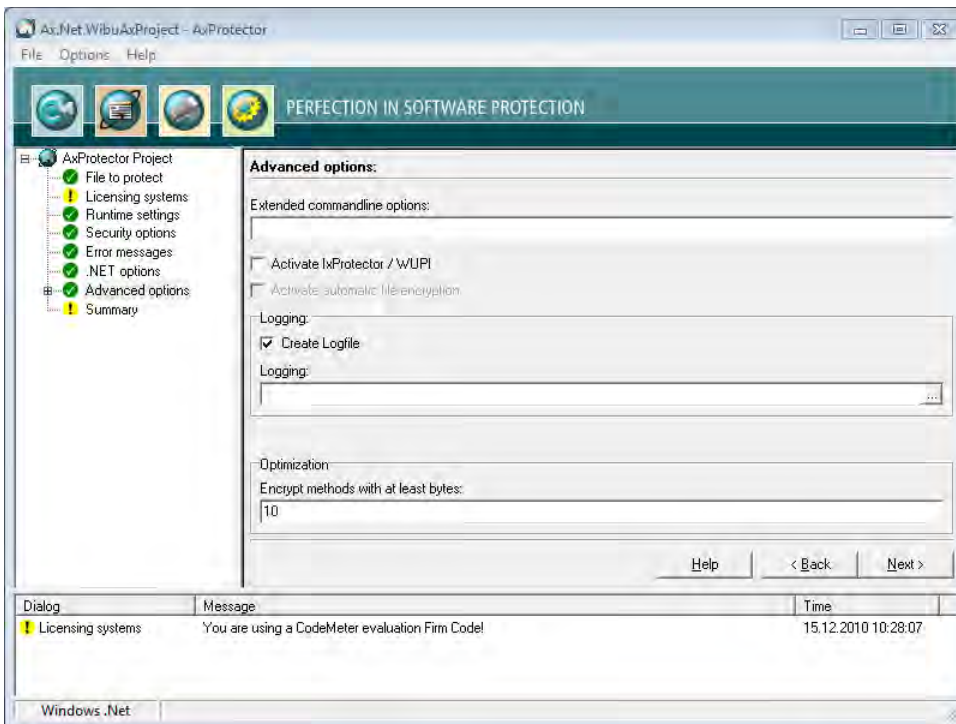 Ax.Net.WibuAxProject - AxProtector
File Options Help
PERFECTION IN SOFTWARE PROTECTION
AxProtector Project
File to protect
Licensing systems
Runtime settings
Security options
Error messages
.NET options
Advanced options
Summary
Advanced options:
Extended commandline options:
Activate IxProtector / WUPI
Activate automatic file encryption
Logging:
Create Logfile
Logging:
...
Optimization
Encrypt methods with at least bytes:
10
Help < Back Next >
Dialog Message Time
Licensing systems You are using a CodeMeter evaluation Firm Code! 15.12.2010 10:28:07
Windows .Net